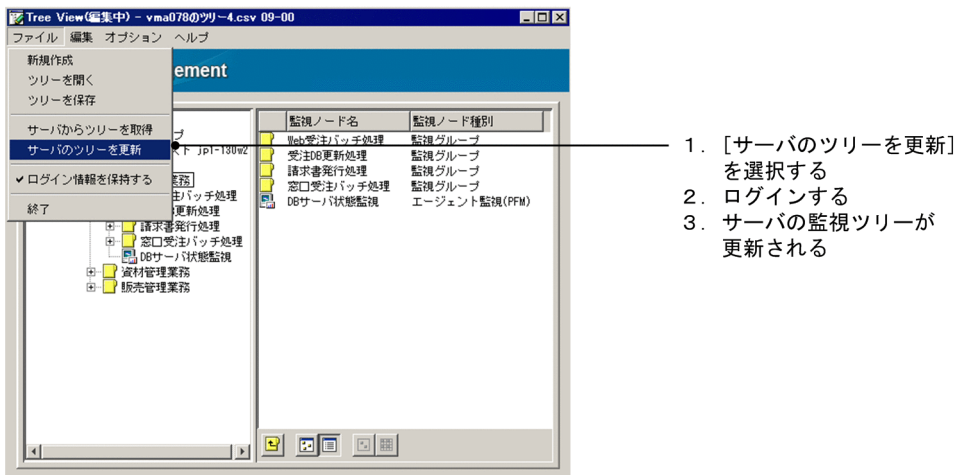 Tree View(編集中) - vma078のツリー4.csv 09-00
ファイル 編集 オプション ヘルプ
新規作成
ツリーを開く
ツリーを保存
サーバからツリーを取得
サーバのツリーを更新
✔ログイン情報を保持する
終了
ement
プ
スト jp1-130w2
業務
注バッチ処理
更新処理
請求書発行処理
窓口受注バッチ処理
DBサーバ状態監視
資材管理業務
販売管理業務
監視ノード名 監視ノード種別
Web受注バッチ処理 監視グループ
受注DB更新処理 監視グループ
請求書発行処理 監視グループ
窓口受注バッチ処理 監視グループ
DBサーバ状態監視 エージェント監視(PFM)
1. [サーバのツリーを更新]
を選択する
2. ログインする
3. サーバの監視ツリーが
更新される